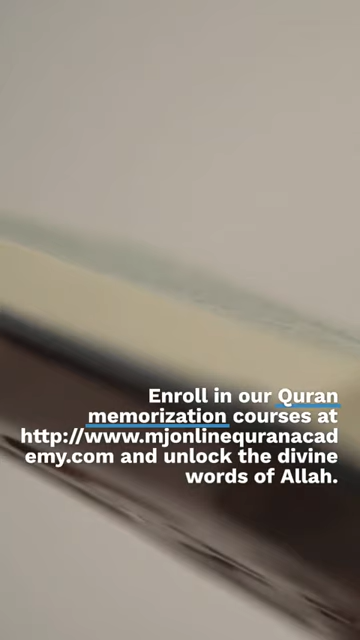 Enroll in our Quran
memorization courses at
http://www.mjonlinequranacad
emy.com and unlock the divine
words of Allah.